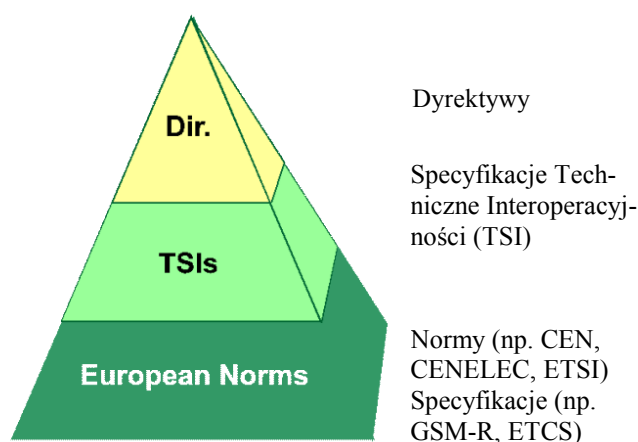 Dir.
TSIs
European Norms
Dyrektywy
Specyfikacje Tech-
niczne Interoperacyj-
ności (TSI)
Normy (np. CEN,
CENELEC, ETSI)
Specyfikacje (np.
GSM-R, ETCS)